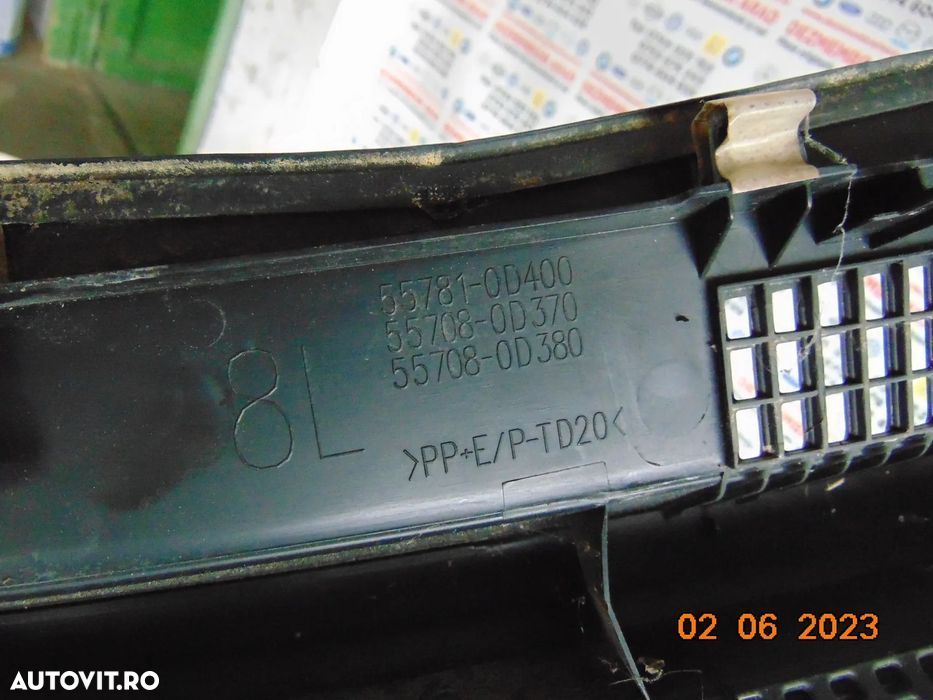 55781-0D400
55708-0D370
55708-0D380
8L
>PP+E/P-TD20<
02 06 2023
AUTOVIT.RO